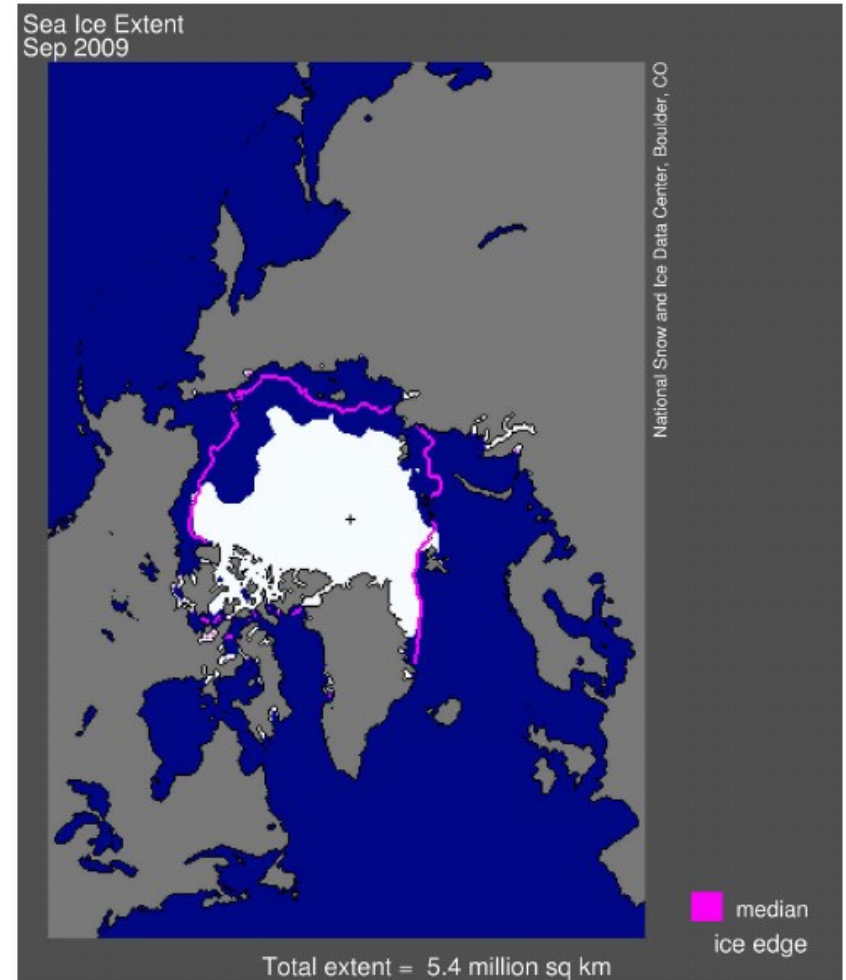 Sea Ice Extent
Sep 2009
National Snow and Ice Data Center, Boulder, CO
median
ice edge
Total extent = 5.4 million sq km